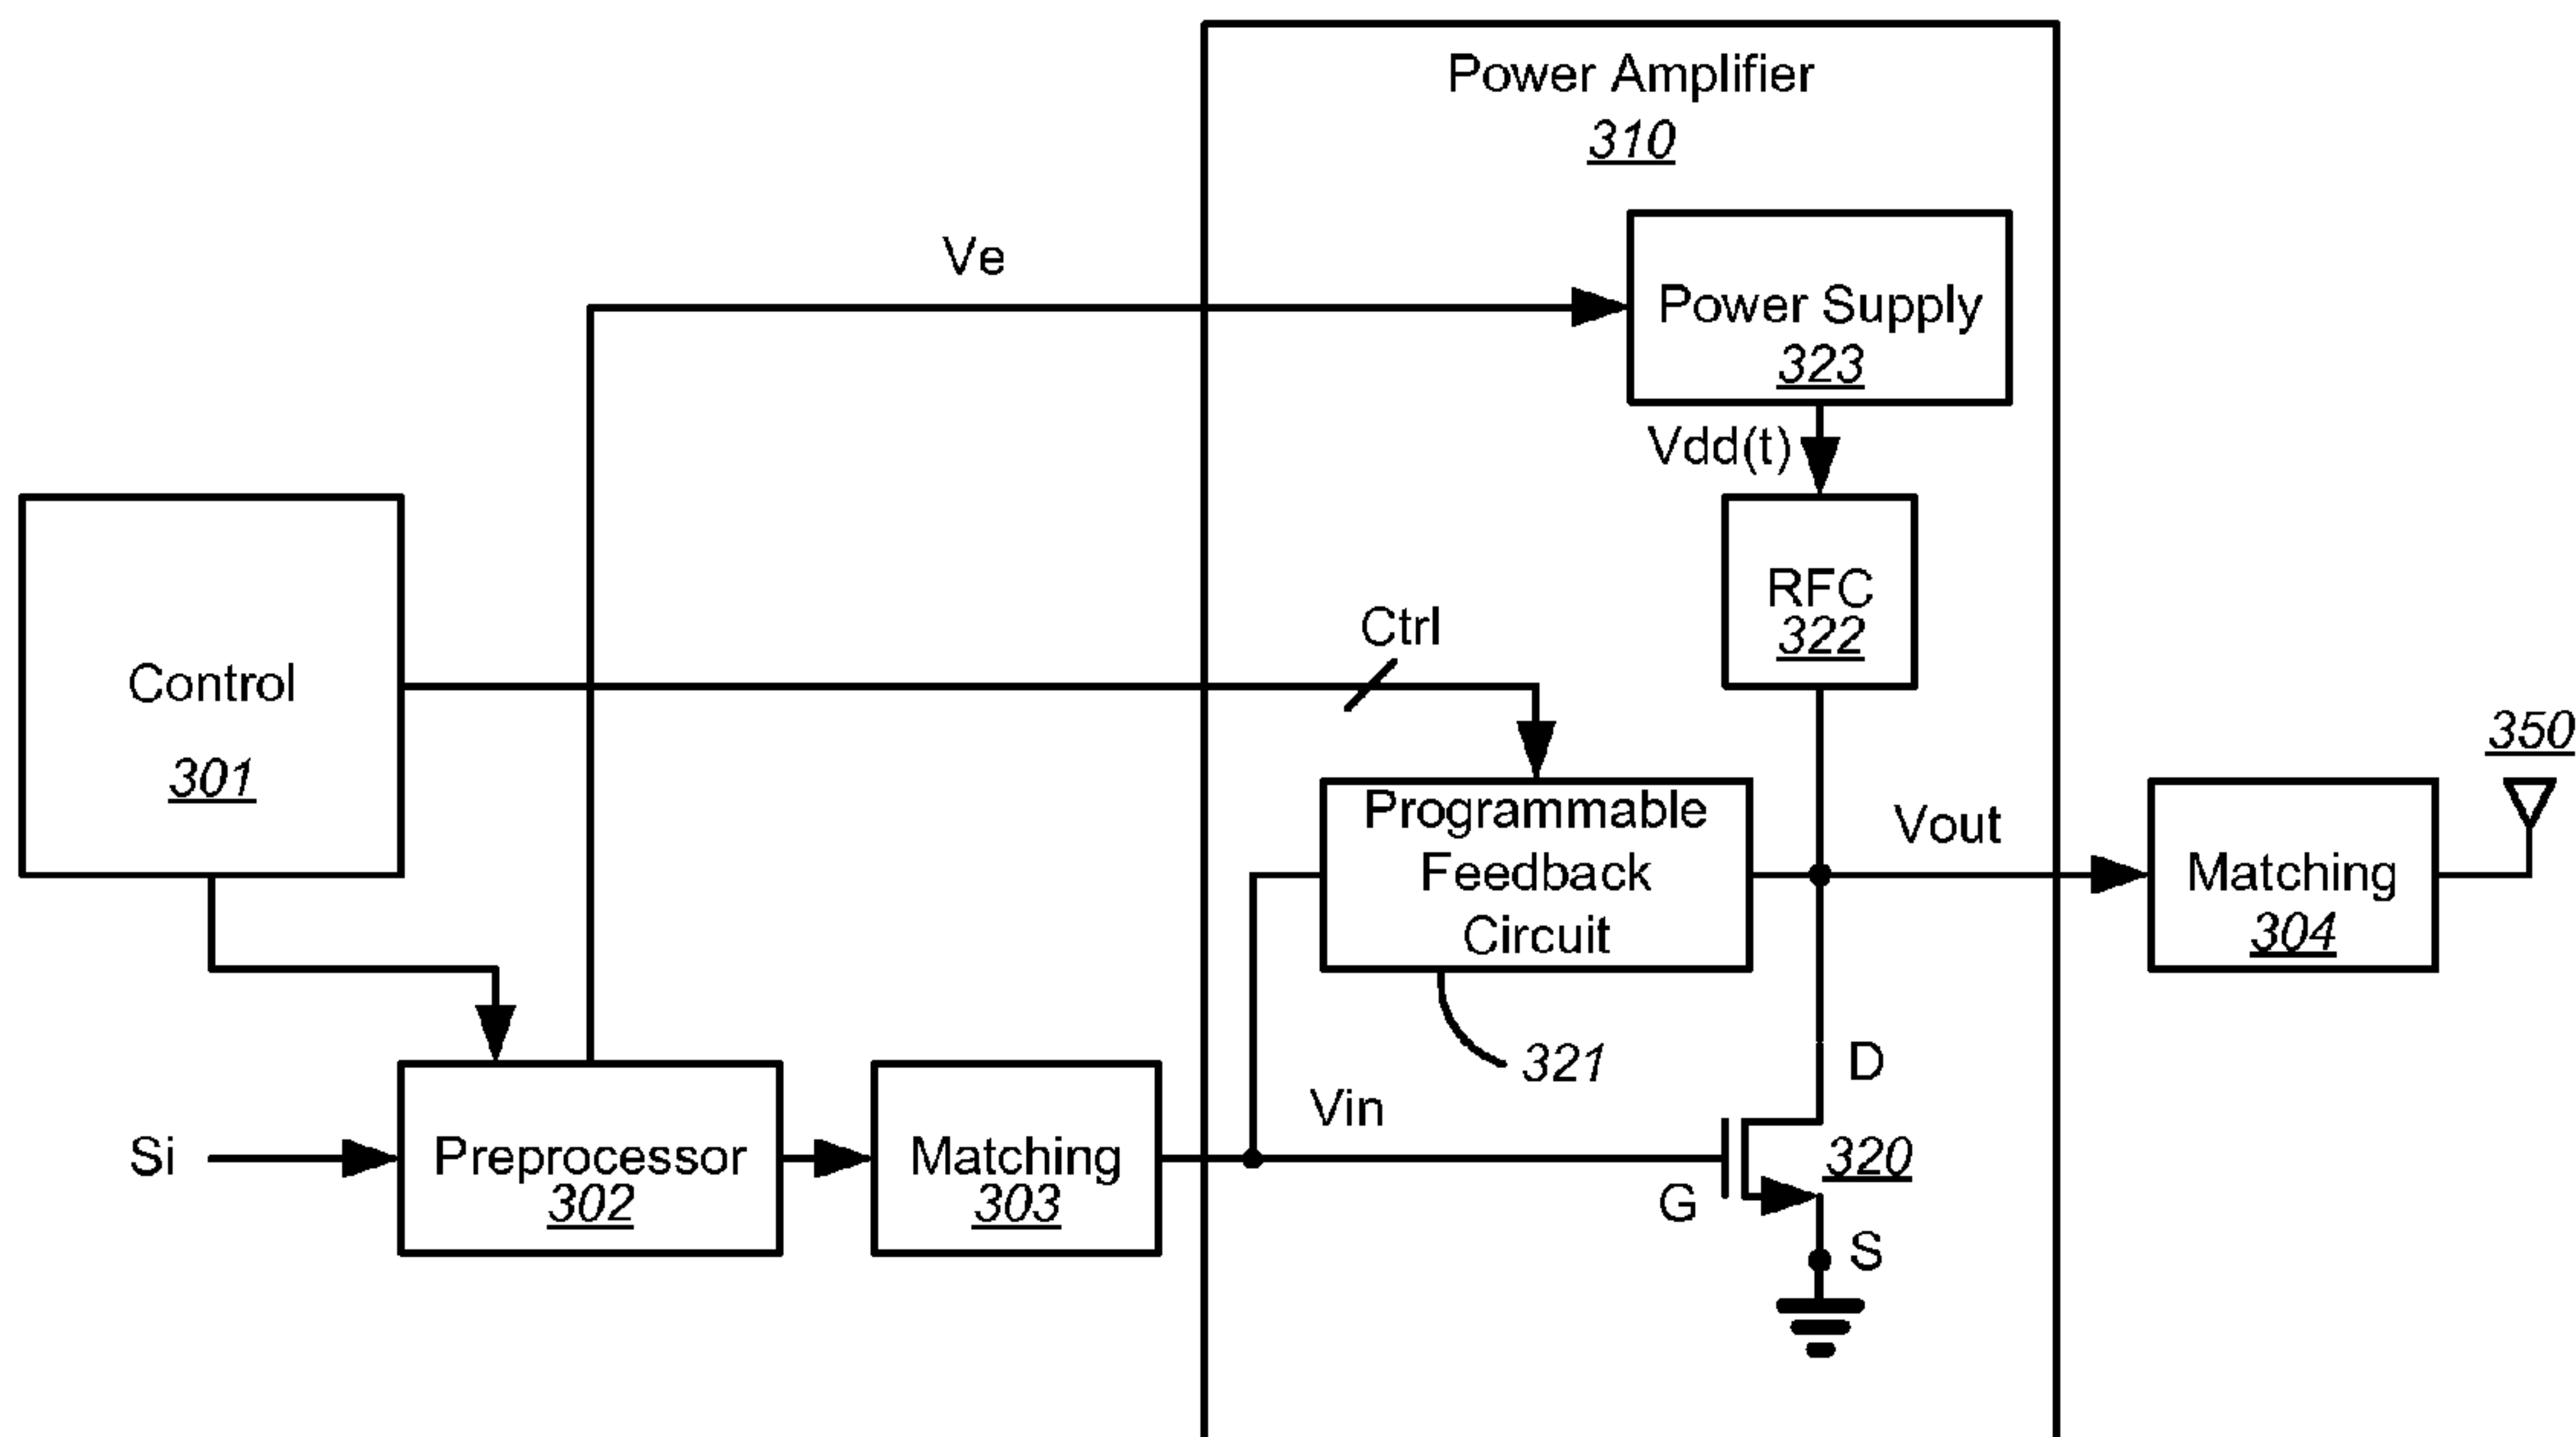 Power Amplifier
310
Ve
Power Supply
323
Vdd(t)
RFC
322
Ctrl
Control
301
Programmable
Feedback
Circuit
321
Vout
Matching
304
350
Si
Preprocessor
302
Matching
303
Vin
D
320
G
S